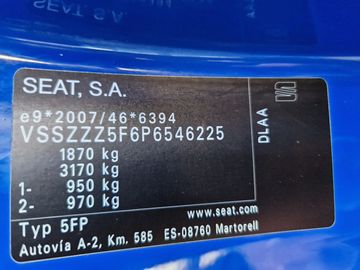 SEAT, S.A.
e9*2007/46*6394
VSSZZZ5F6P6546225
1870 kg
3170 kg
1- 950 kg
2- 970 kg
Typ 5FP
www.seat.com
Autovía A-2, Km. 585 ES-08760 Martorell
DLAA